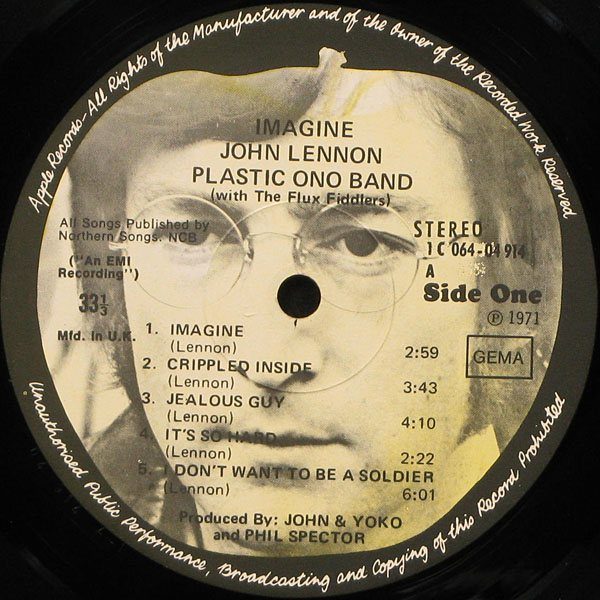 Apple Records-All Rights of the Manufacturer and of the Owner of the Recorded Work Reserved
IMAGINE
JOHN LENNON
PLASTIC ONO BAND
(with The Flux Fiddlers)
All Songs Published by
Northern Songs. NCB
("An EMI
Recording")
33 1/3
Mfd. In U.K.
STEREO
1 C 064-04 914
A
Side One
℗ 1971
GEMA
1. IMAGINE
(Lennon) 2:59
2. CRIPPLED INSIDE
(Lennon) 3:43
3. JEALOUS GUY
(Lennon) 4:10
4. IT'S SO HARD
(Lennon) 2:22
5. I DON'T WANT TO BE A SOLDIER
(Lennon) 6:01
Produced By: JOHN & YOKO
and PHIL SPECTOR
Unauthorised Public Performance, Broadcasting and Copying of this Record Prohibited